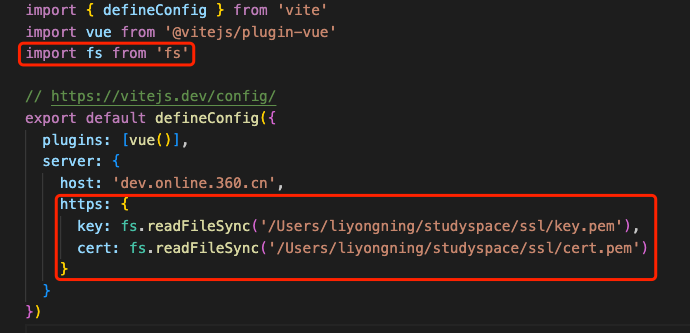 import { defineConfig } from 'vite'
import vue from '@vitejs/plugin-vue'
import fs from 'fs'
// https://vitejs.dev/config/
export default defineConfig({
  plugins: [vue()],
  server: {
    host: 'dev.online.360.cn',
    https: {
      key: fs.readFileSync('/Users/liyongning/studyspace/ssl/key.pem'),
      cert: fs.readFileSync('/Users/liyongning/studyspace/ssl/cert.pem')
    }
  }
})